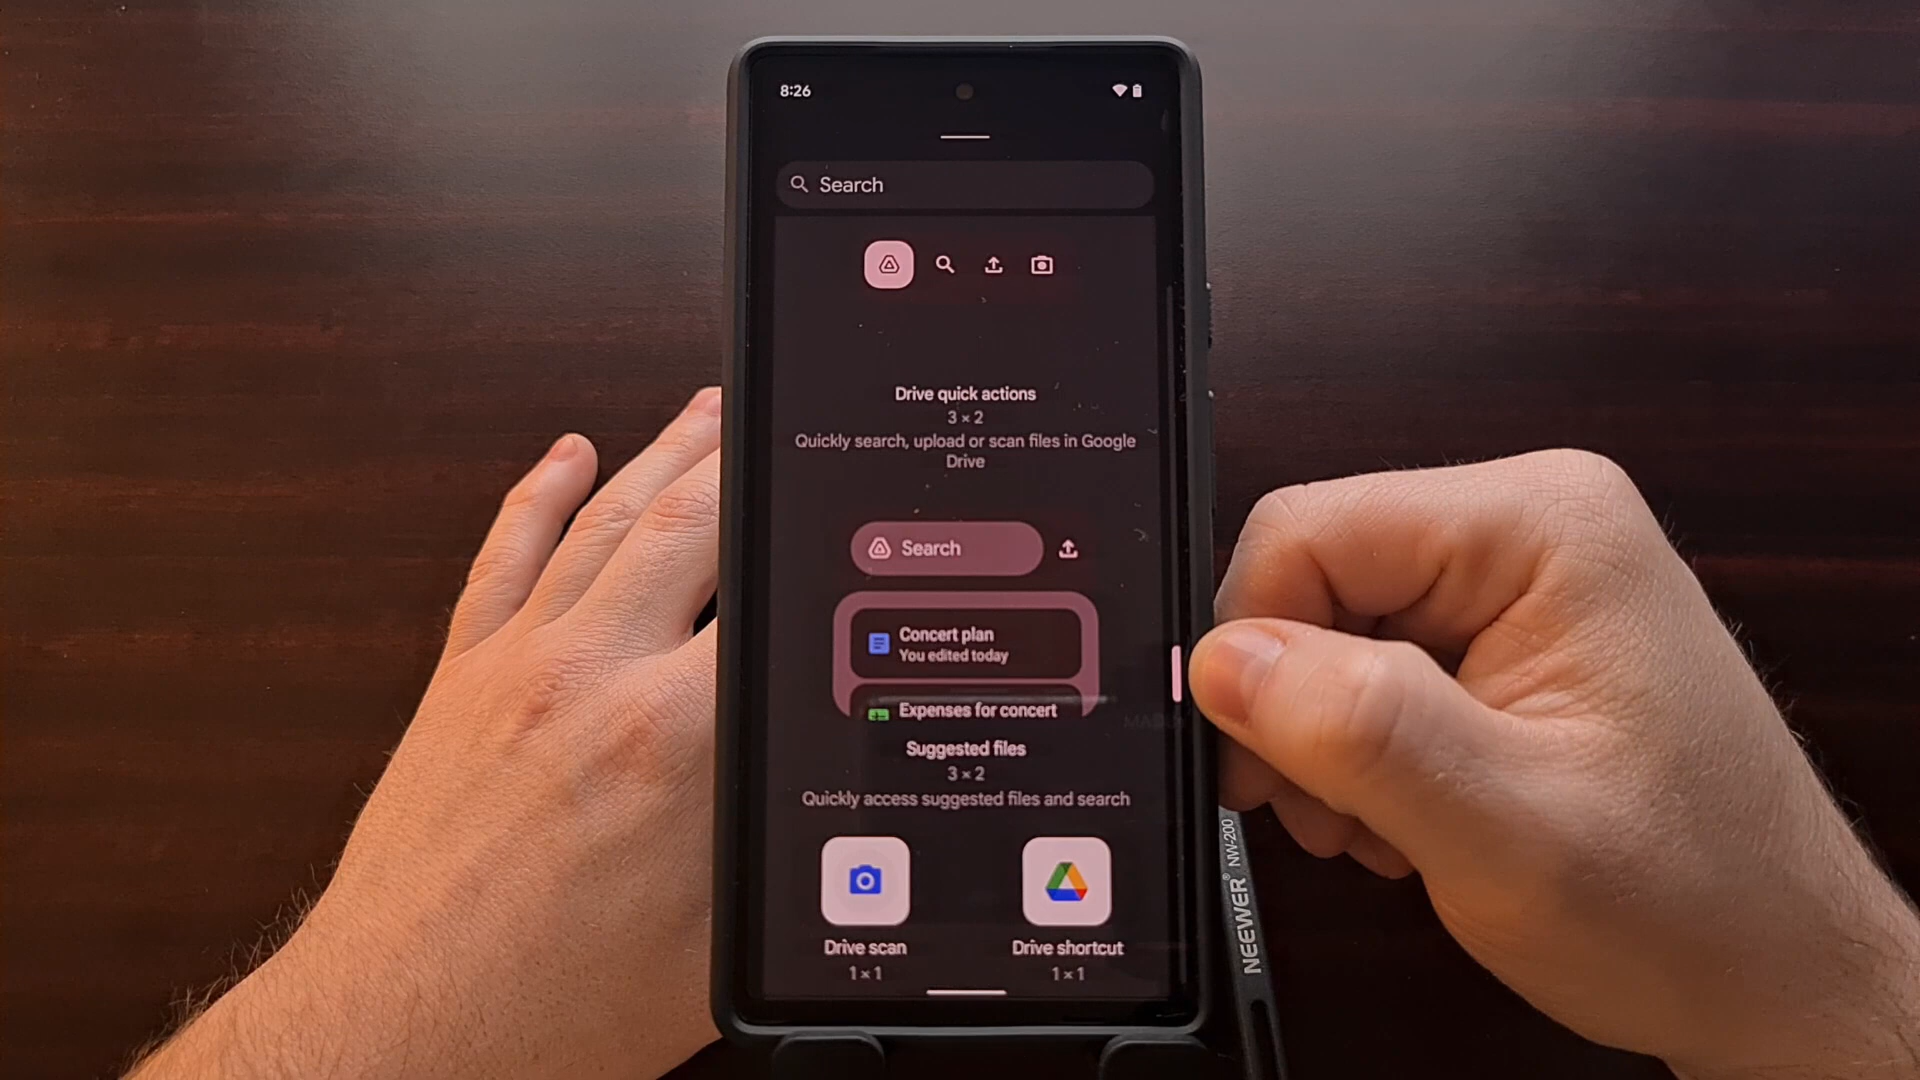 8:26
Search
Drive quick actions
3 × 2
Quickly search, upload or scan files in Google
Drive
Search
Concert plan
You edited today
Expenses for concert
Suggested files
3 × 2
Quickly access suggested files and search
Drive scan
1 × 1
Drive shortcut
1 × 1
NEEWER® NW-200